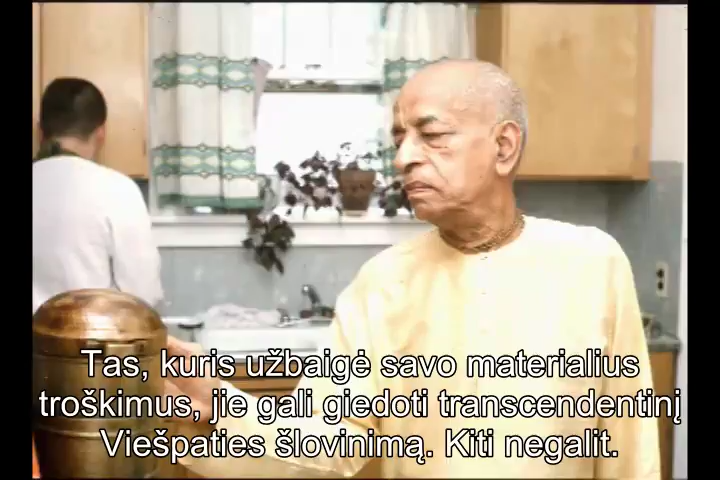 Tas, kuris užbaigė savo materialius
troškimus, jie gali giedoti transcendentinį
Viešpaties šlovinimą. Kiti negalit.